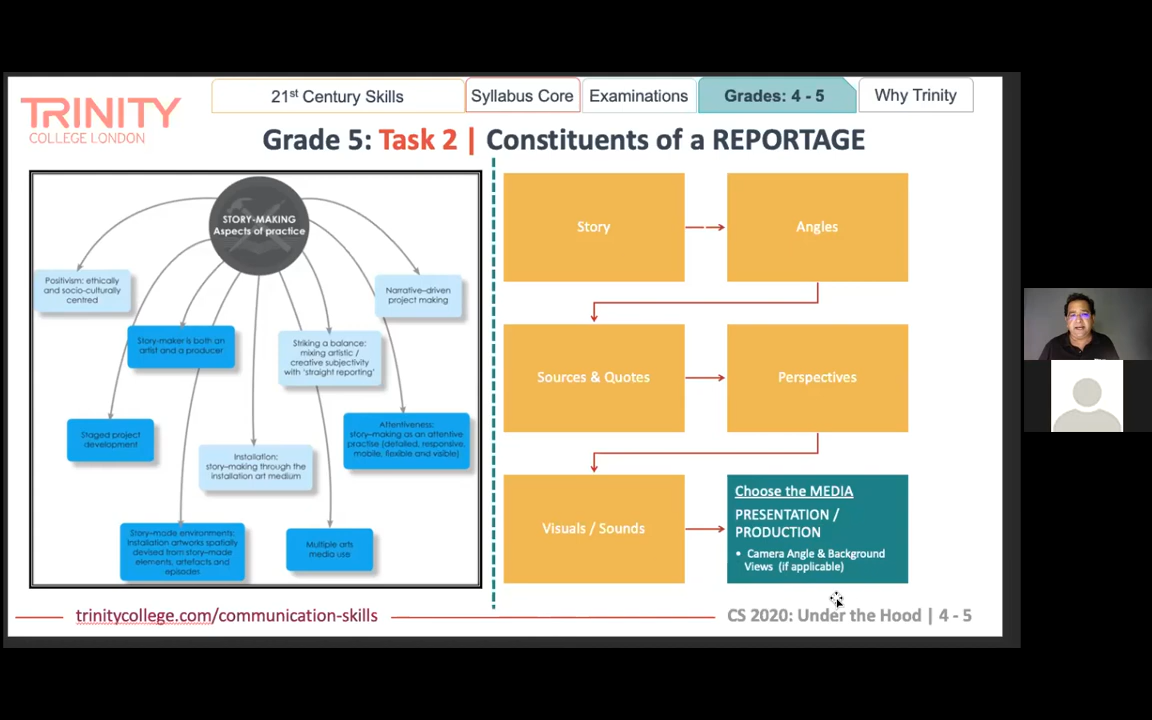 TRINITY
COLLEGE LONDON
21st Century Skills
Syllabus Core
Examinations
Grades: 4 - 5
Why Trinity
Grade 5: Task 2 | Constituents of a REPORTAGE
STORY-MAKING
Aspects of practice
Positivism: ethically
and socio-culturally
centred
Narrative-driven
project making
Story-maker is both an
artist and a producer
Striking a balance:
mixing artistic /
creative subjectivity
with 'straight reporting'
Staged project
development
Attentiveness:
story-making as an attentive
practise (detailed, responsive,
mobile, flexible and visible)
Installation:
story-making through the
installation art medium
Story-made environments:
Installation artworks spatially
devised from story-made
elements, artefacts and
episodes
Multiple arts
media use
Story
Angles
Sources & Quotes
Perspectives
Visuals / Sounds
Choose the MEDIA
PRESENTATION /
PRODUCTION
• Camera Angle & Background
Views (if applicable)
trinitycollege.com/communication-skills
CS 2020: Under the Hood | 4 - 5